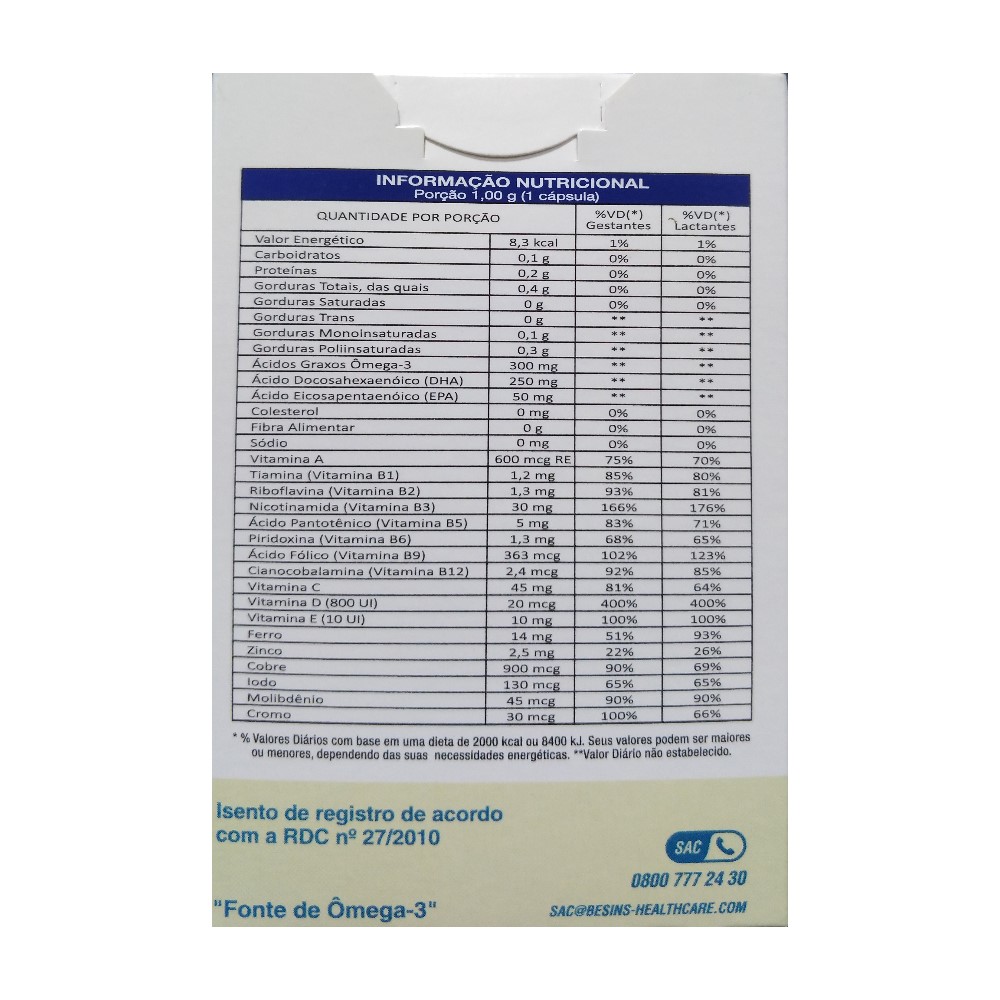 INFORMAÇÃO NUTRICIONAL
Porção 1,00 g (1 cápsula)
QUANTIDADE POR PORÇÃO %VD(*) Gestantes %VD(*) Lactantes
Valor Energético 8,3 kcal 1% 1%
Carboidratos 0,1 g 0% 0%
Proteínas 0,2 g 0% 0%
Gorduras Totais, das quais 0,4 g 0% 0%
Gorduras Saturadas 0 g 0% 0%
Gorduras Trans 0 g ** **
Gorduras Monoinsaturadas 0,1 g ** **
Gorduras Poliinsaturadas 0,3 g ** **
Ácidos Graxos Ômega-3 300 mg ** **
Ácido Docosahexaenóico (DHA) 250 mg ** **
Ácido Eicosapentaenóico (EPA) 50 mg ** **
Colesterol 0 mg 0% 0%
Fibra Alimentar 0 g 0% 0%
Sódio 0 mg 0% 0%
Vitamina A 600 mcg RE 75% 70%
Tiamina (Vitamina B1) 1,2 mg 85% 80%
Riboflavina (Vitamina B2) 1,3 mg 93% 81%
Nicotinamida (Vitamina B3) 30 mg 166% 176%
Ácido Pantotênico (Vitamina B5) 5 mg 83% 71%
Piridoxina (Vitamina B6) 1,3 mg 68% 65%
Ácido Fólico (Vitamina B9) 363 mcg 102% 123%
Cianocobalamina (Vitamina B12) 2,4 mcg 92% 85%
Vitamina C 45 mg 81% 64%
Vitamina D (800 UI) 20 mcg 400% 400%
Vitamina E (10 UI) 10 mg 100% 100%
Ferro 14 mg 51% 93%
Zinco 2,5 mg 22% 26%
Cobre 900 mcg 90% 69%
Iodo 130 mcg 65% 65%
Molibdênio 45 mcg 90% 90%
Cromo 30 mcg 100% 66%
* % Valores Diários com base em uma dieta de 2000 kcal ou 8400 kJ. Seus valores podem ser maiores
ou menores, dependendo das suas necessidades energéticas. **Valor Diário não estabelecido.
Isento de registro de acordo
com a RDC nº 27/2010
SAC
0800 777 24 30
"Fonte de Ômega-3"
SAC@BESINS-HEALTHCARE.COM